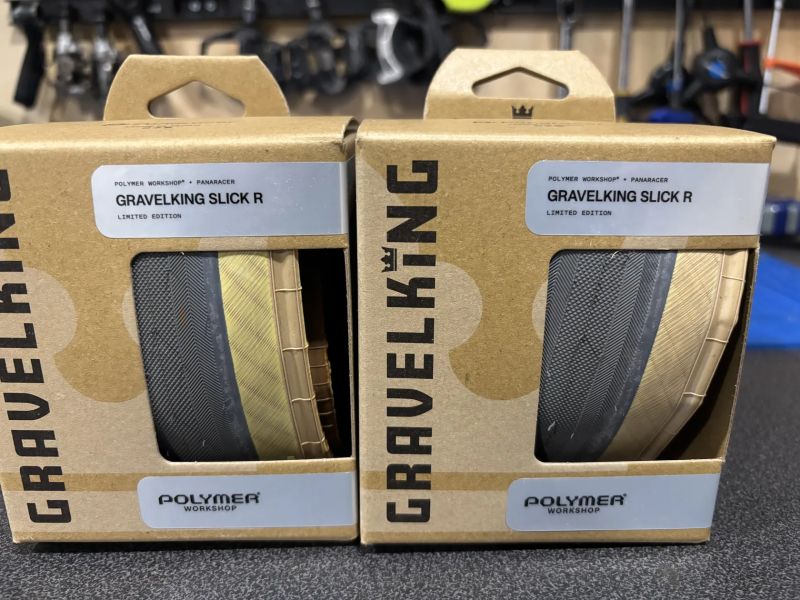 GRAVELKING
POLYMER WORKSHOP® + PANARACER
GRAVELKING SLICK R
LIMITED EDITION
POLYMER®
WORKSHOP
GRAVELKING
POLYMER WORKSHOP® + PANARACER
GRAVELKING SLICK R
LIMITED EDITION
POLYMER®
WORKSHOP